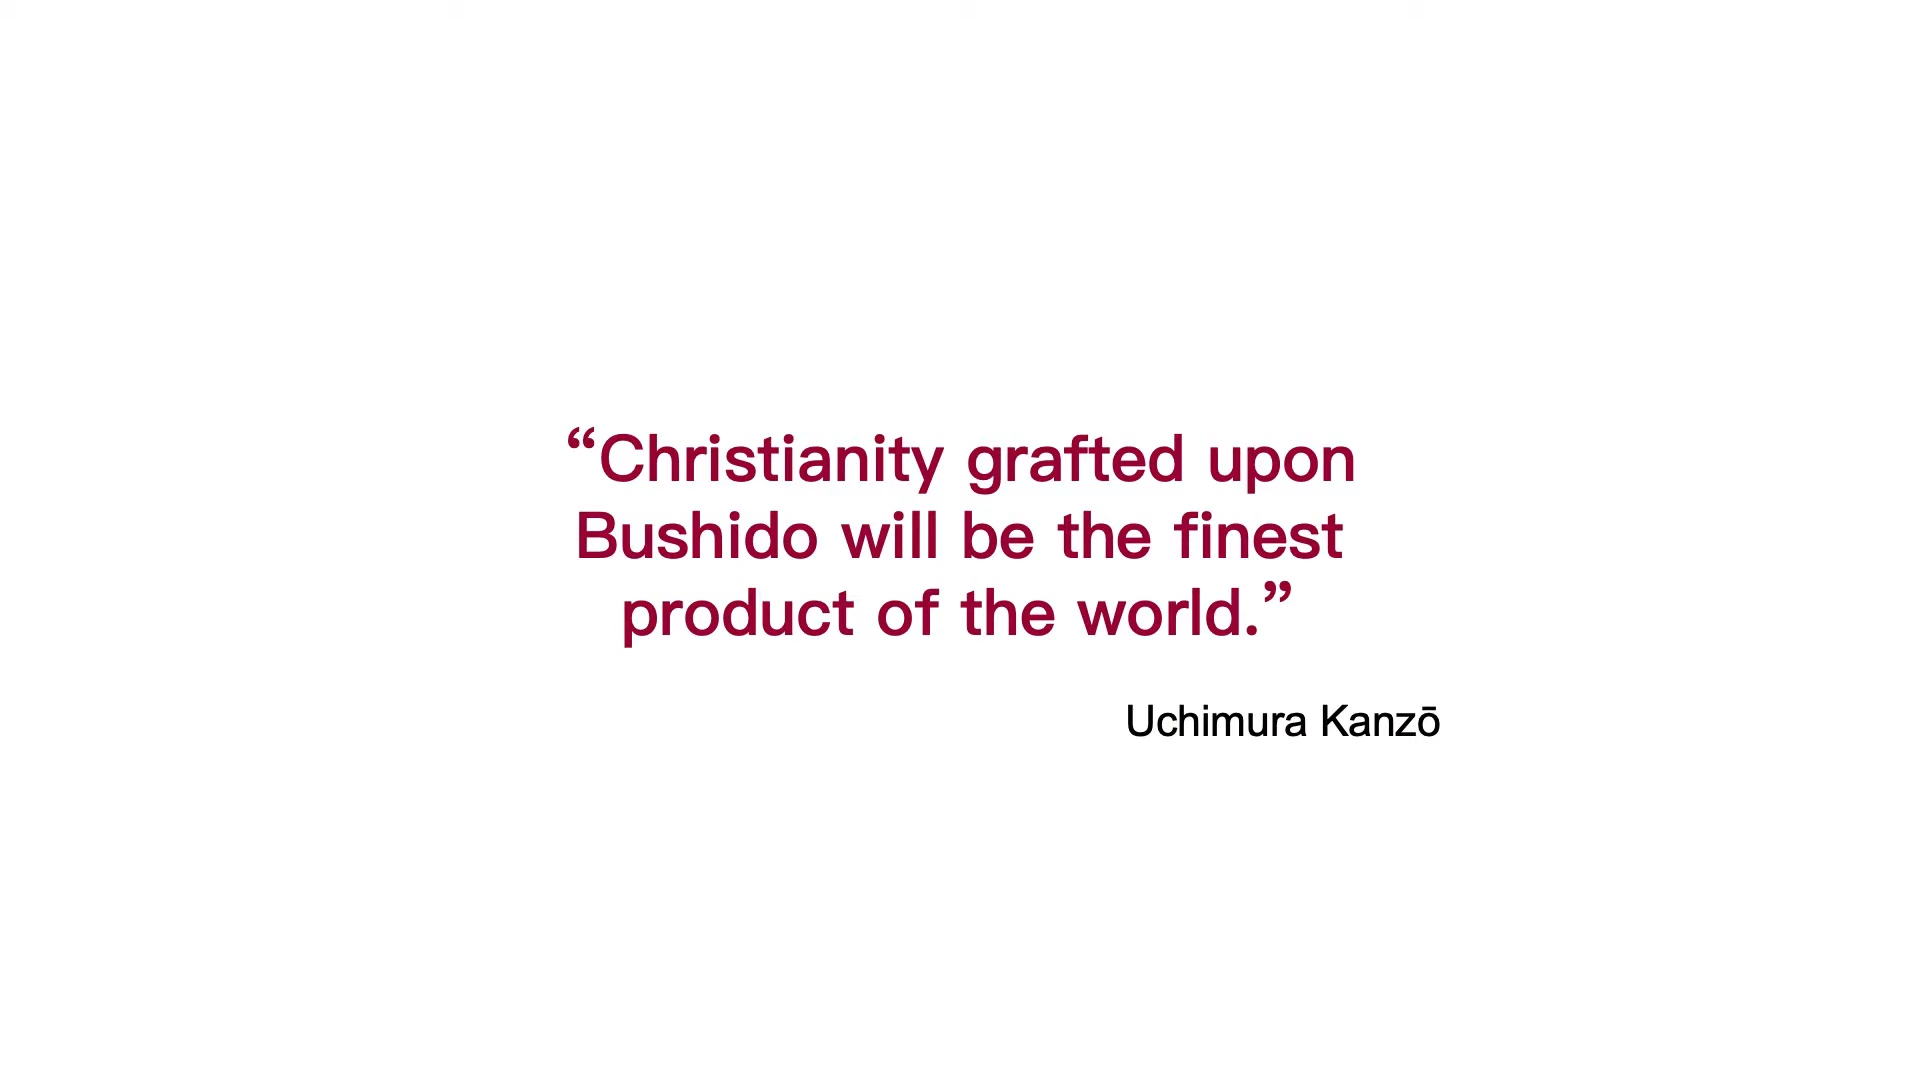 “Christianity grafted upon
Bushido will be the finest
product of the world.”
Uchimura Kanzō